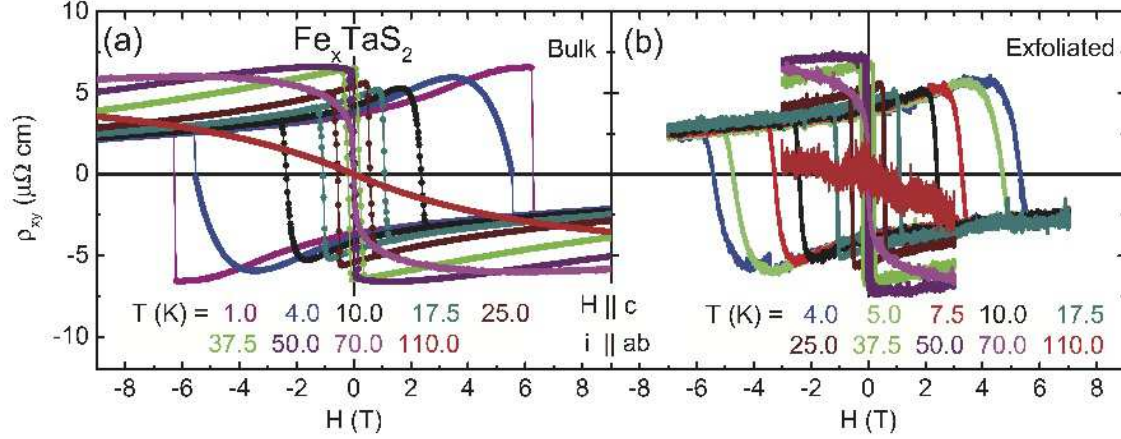 (a) Fe_xTaS_2 Bulk
(b) Exfoliated
ρ_xy (μΩ cm)
10
5
0
-5
-10
T (K) = 1.0 4.0 10.0 17.5 25.0 H || c
37.5 50.0 70.0 110.0 i || ab
T (K) = 4.0 5.0 7.5 10.0 17.5
25.0 37.5 50.0 70.0 110.0
-8 -6 -4 -2 0 2 4 6 8
-8 -6 -4 -2 0 2 4 6 8
H (T)
H (T)